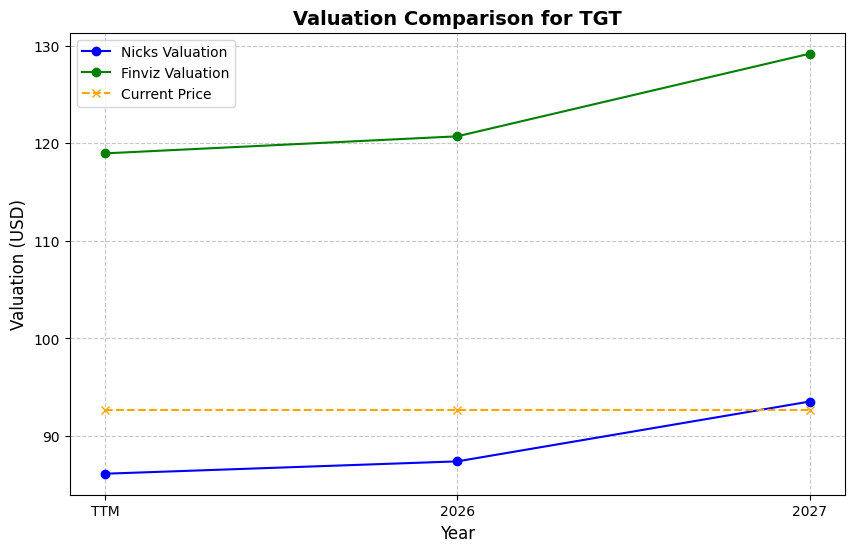 Valuation Comparison for TGT
Nicks Valuation
Finviz Valuation
Current Price
130
120
110
100
90
Valuation (USD)
TTM
2026
2027
Year